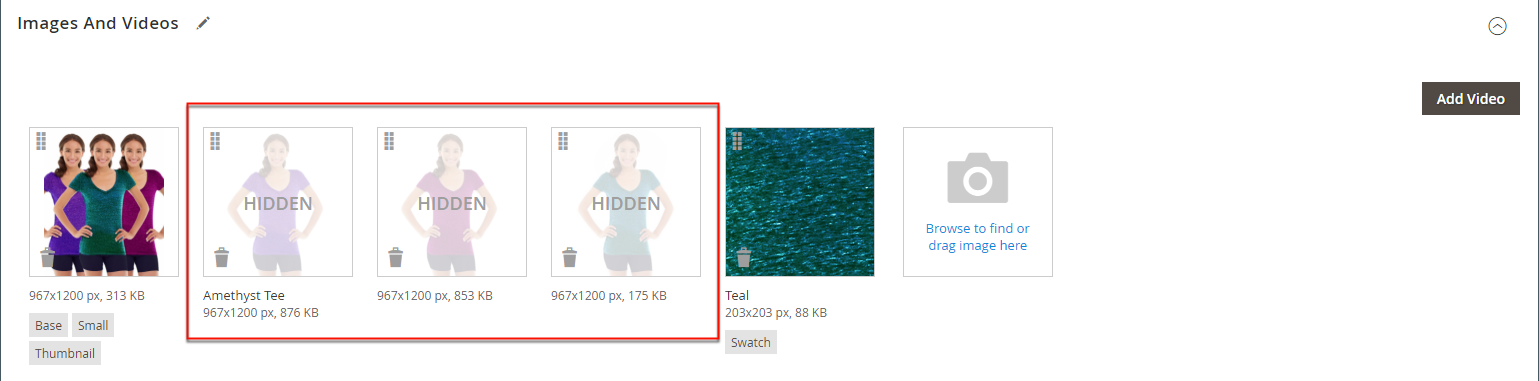 Images And Videos
Add Video
HIDDEN
HIDDEN
HIDDEN
Browse to find or
drag image here
967x1200 px, 313 KB
Base
Small
Thumbnail
Amethyst Tee
967x1200 px, 876 KB
967x1200 px, 853 KB
967x1200 px, 175 KB
Teal
203x203 px, 88 KB
Swatch